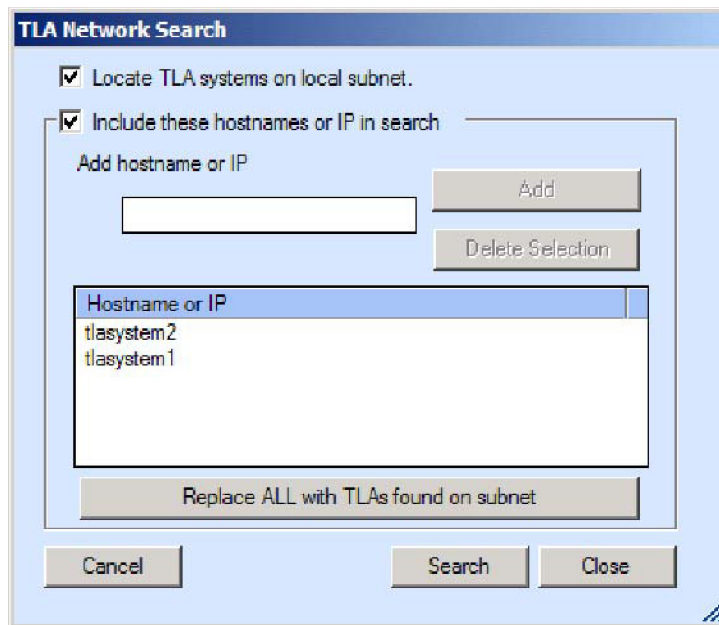 TLA Network Search
Locate TLA systems on local subnet.
Include these hostnames or IP in search
Add hostname or IP
Add
Delete Selection
Hostname or IP
tlasystem2
tlasystem1
Replace ALL with TLAs found on subnet
Cancel Search Close